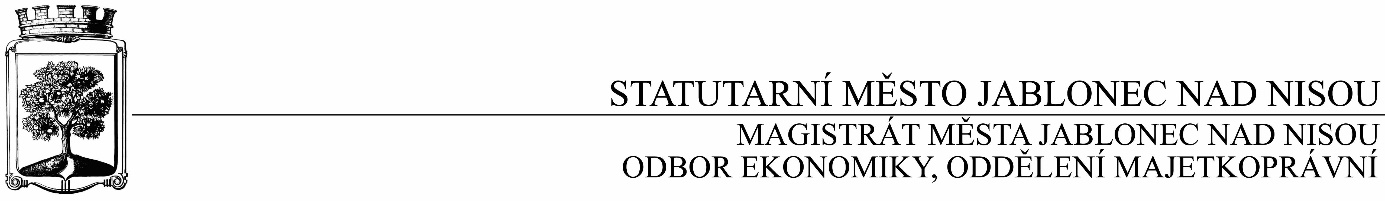 STATUTARNÍ MĚSTO JABLONEC NAD NISOU
MAGISTRÁT MĚSTA JABLONEC NAD NISOU
ODBOR EKONOMIKY, ODDĚLENÍ MAJETKOPRÁVNÍ